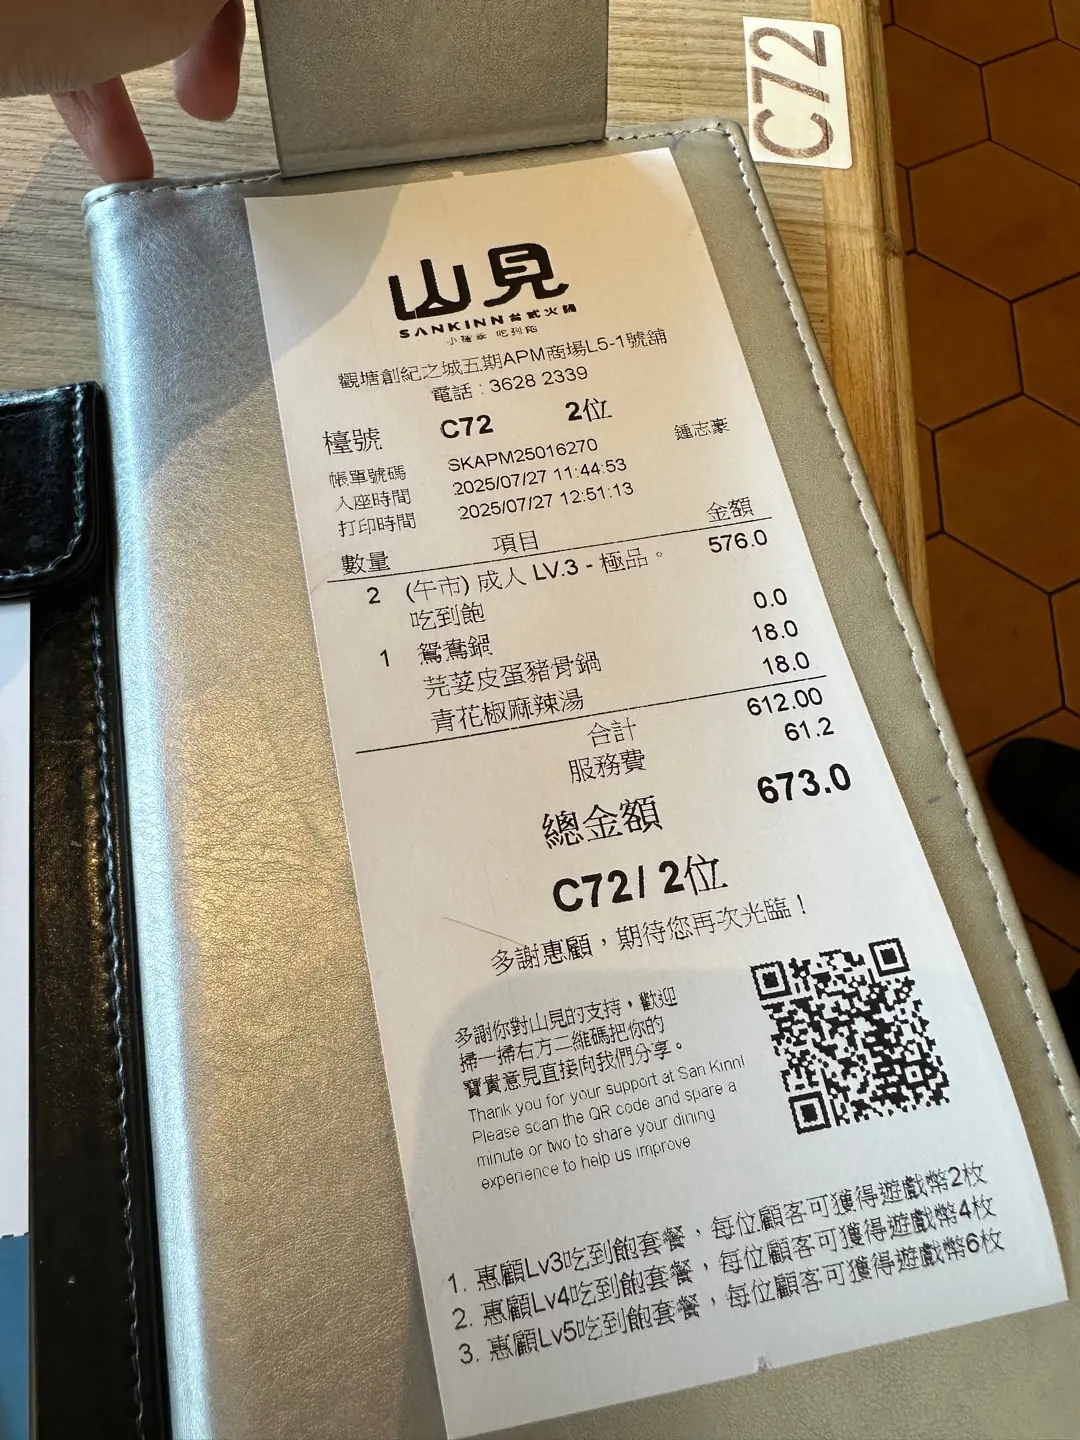 C72
山見
SANKINN 台式火鍋
小確幸 吃到飽
觀塘創紀之城五期APM商場L5-1號舖
電話 : 3628 2339
檯號 C72 2位
帳單號碼 SKAPM25016270 鍾志豪
入座時間 2025/07/27 11:44:53
打印時間 2025/07/27 12:51:13
數量 項目 金額
2 (午市) 成人 LV.3 - 極品。 576.0
吃到飽
1 鴛鴦鍋 0.0
芫荽皮蛋豬骨鍋 18.0
青花椒麻辣湯 18.0
合計 612.00
服務費 61.2
總金額 673.0
C72/ 2位
多謝惠顧，期待您再次光臨！
多謝你對山見的支持，歡迎
掃一掃右方二維碼把你的
寶貴意見直接向我們分享。
Thank you for your support at San Kinn!
Please scan the QR code and spare a
minute or two to share your dining
experience to help us improve
1. 惠顧Lv3吃到飽套餐，每位顧客可獲得遊戲幣2枚
2. 惠顧Lv4吃到飽套餐，每位顧客可獲得遊戲幣4枚
3. 惠顧Lv5吃到飽套餐，每位顧客可獲得遊戲幣6枚